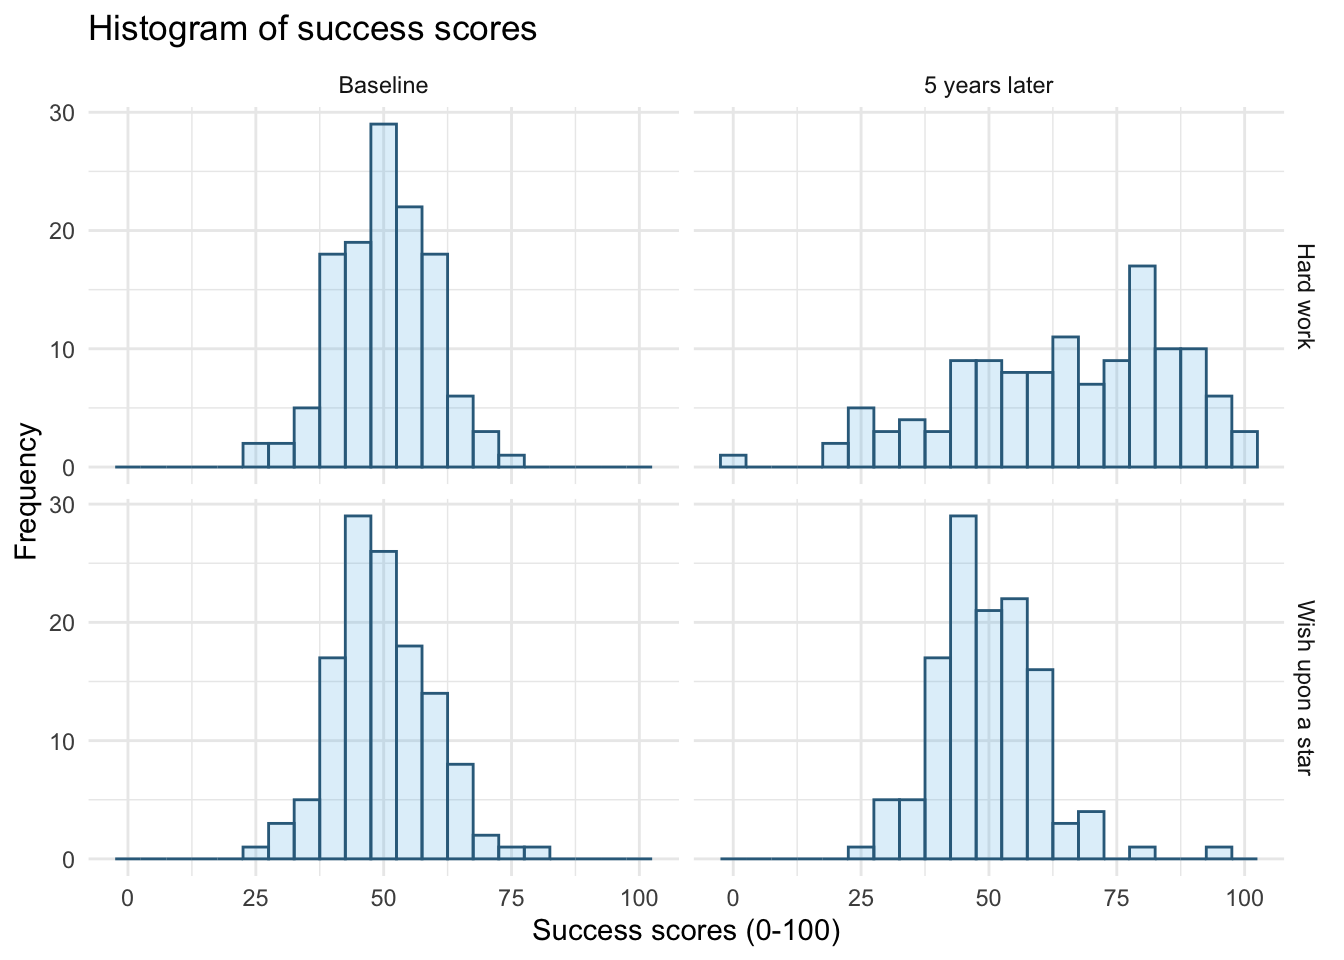 Histogram of success scores
Baseline
5 years later
30
20
10
0
Hard work
30
20
10
0
Wish upon a star
Frequency
0 25 50 75 100
0 25 50 75 100
Success scores (0-100)